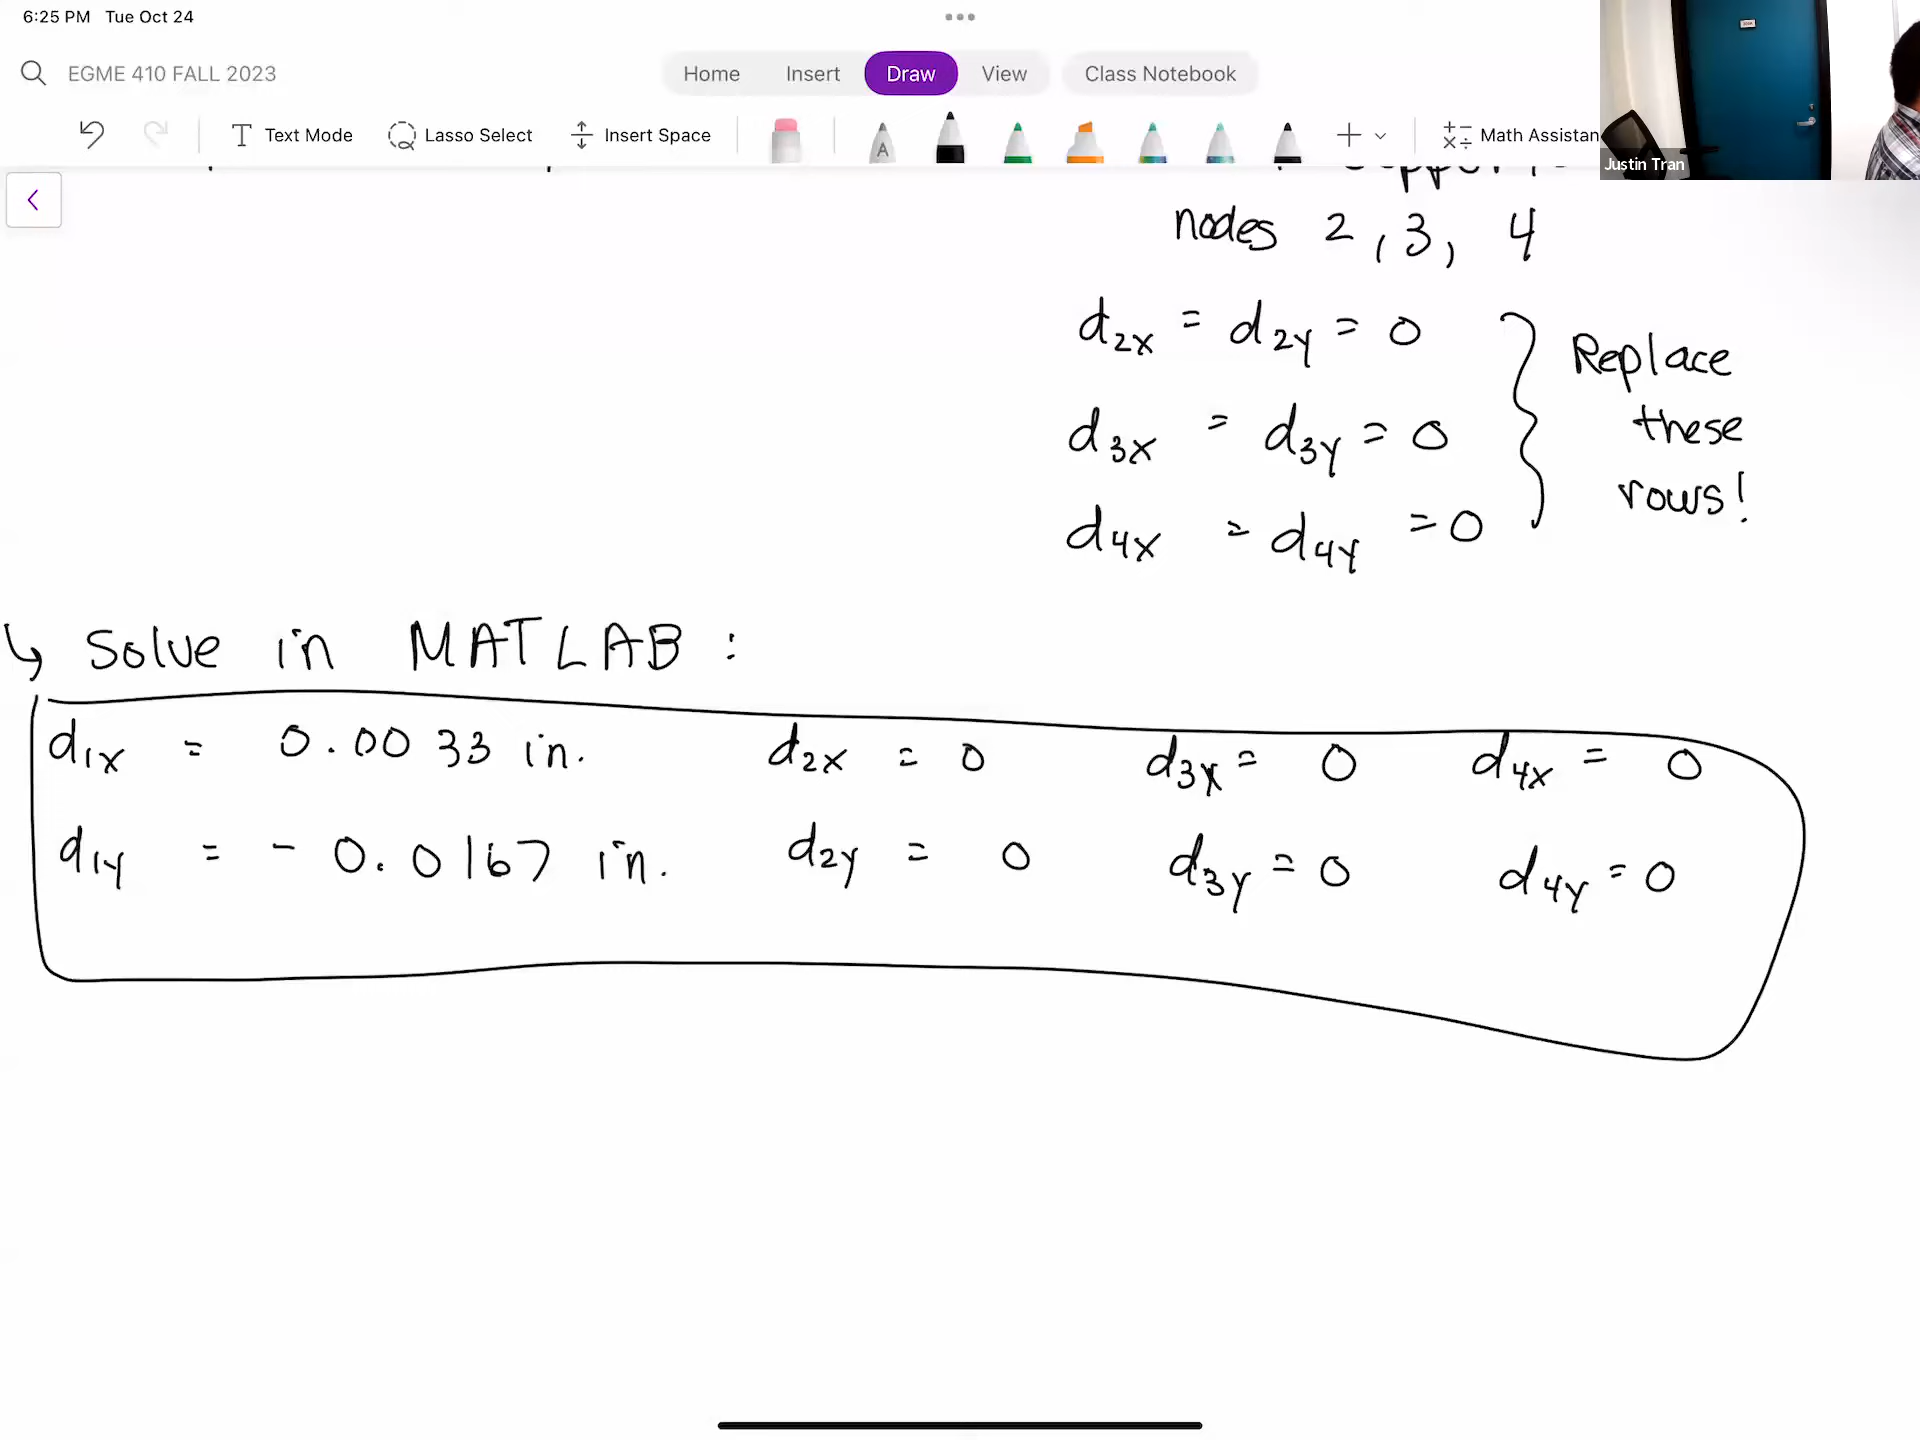 6:25 PM Tue Oct 24
EGME 410 FALL 2023
Home Insert Draw View Class Notebook
Text Mode Lasso Select Insert Space A Math Assistan
Justin Tran
nodes 2, 3, 4
d2x = d2y = 0
d3x = d3y = 0
d4x = d4y = 0
Replace
these
rows!
↳ Solve in MATLAB :
d1x = 0.0033 in. d2x = 0 d3x = 0 d4x = 0
d1y = - 0.0167 in. d2y = 0 d3y = 0 d4y = 0